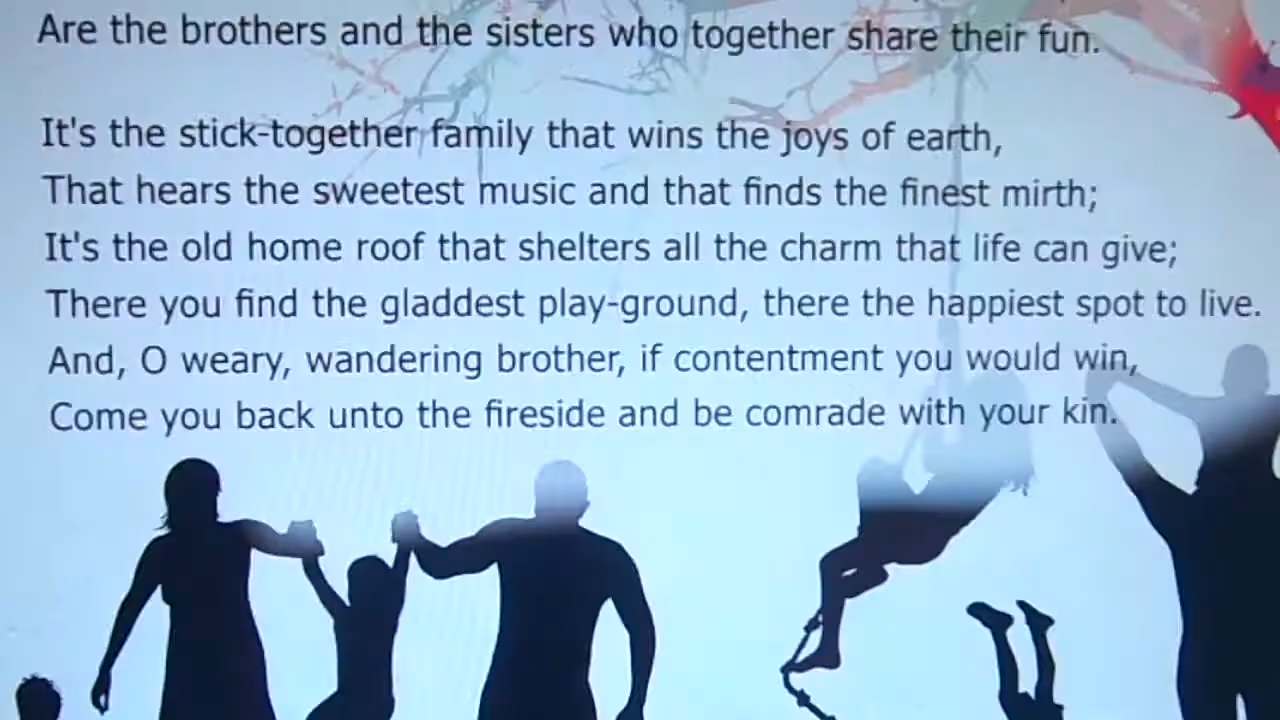 Are the brothers and the sisters who together share their fun.
It's the stick-together family that wins the joys of earth,
That hears the sweetest music and that finds the finest mirth;
It's the old home roof that shelters all the charm that life can give;
There you find the gladdest play-ground, there the happiest spot to live.
And, O weary, wandering brother, if contentment you would win,
Come you back unto the fireside and be comrade with your kin.